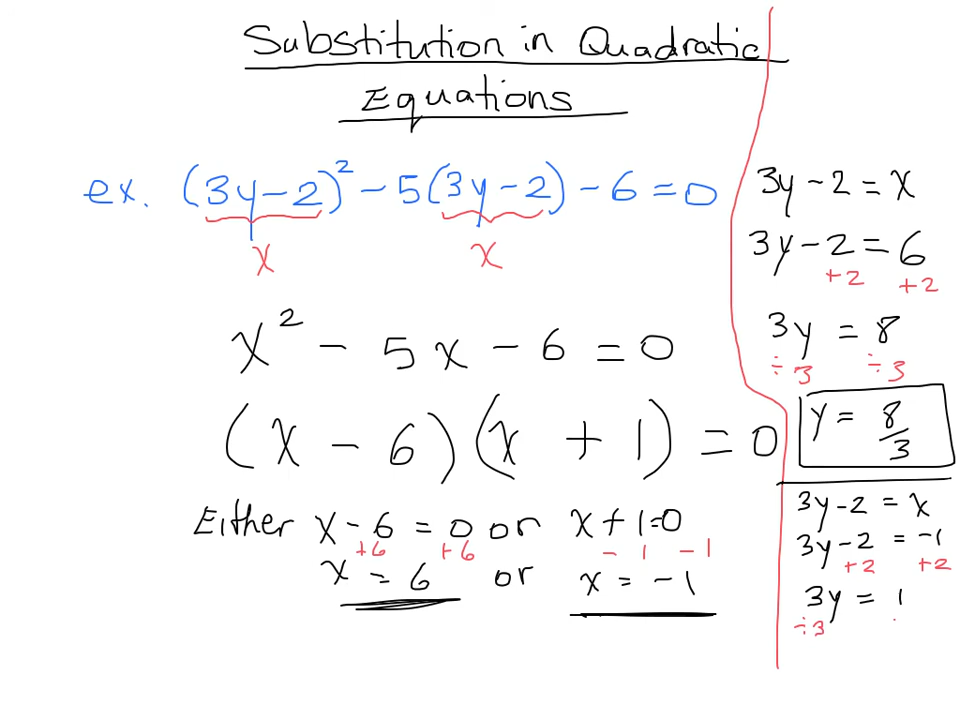 Substitution in Quadratic
Equations
ex. (3y-2)² - 5(3y-2) - 6 = 0
x x
x² - 5x - 6 = 0
(x - 6)(x + 1) = 0
Either x-6 = 0 or x+1=0
+6 +6 -1 -1
x = 6 or x = -1
3y - 2 = x
3y - 2 = 6
+2 +2
3y = 8
÷3 ÷3
y = 8/3
3y-2 = x
3y-2 = -1
+2 +2
3y = 1
÷3